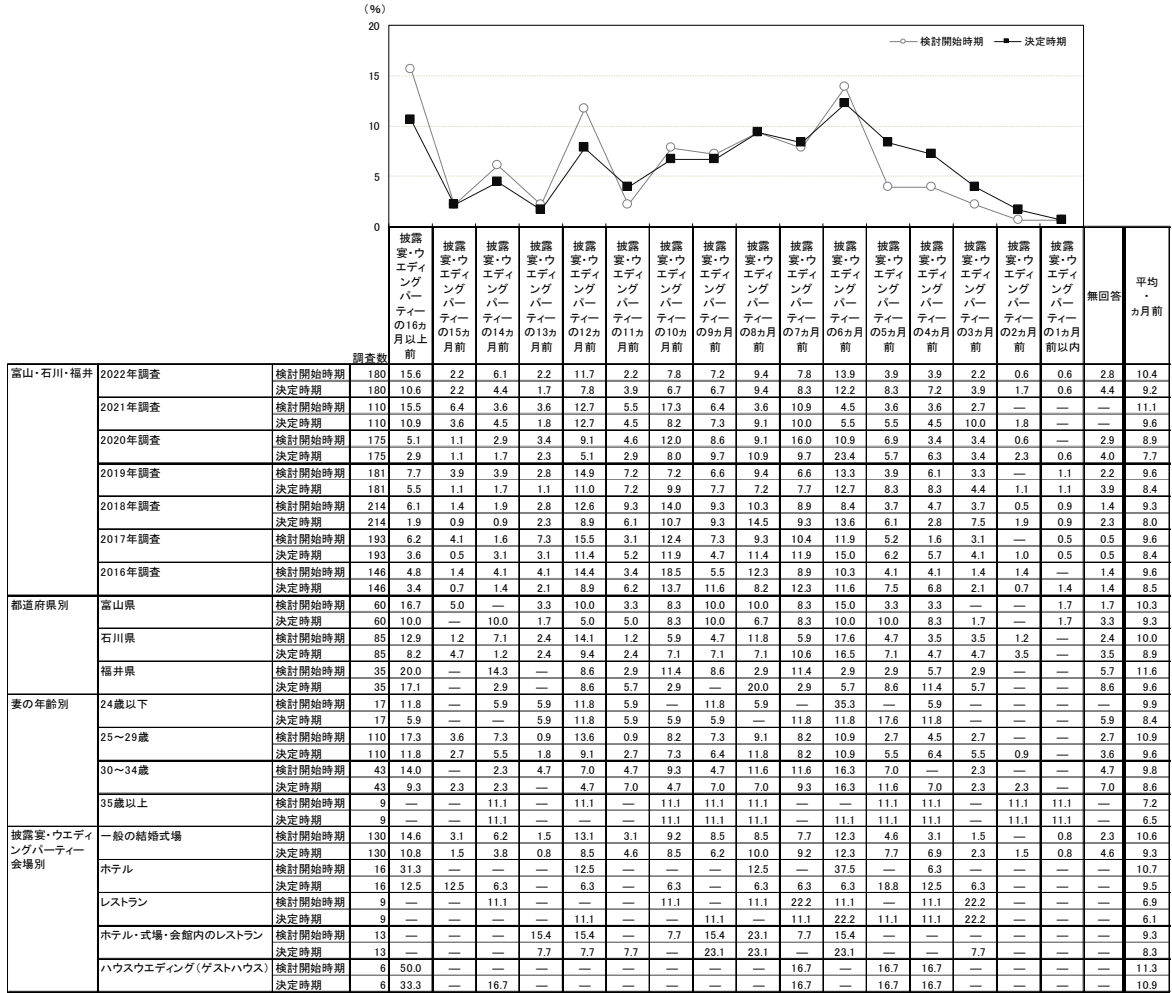 (%)
20
15
10
5
0
検討開始時期 決定時期
調査数 披露宴・ウエディングパーティーの16ヵ月以上前 披露宴・ウエディングパーティーの15ヵ月前 披露宴・ウエディングパーティーの14ヵ月前 披露宴・ウエディングパーティーの13ヵ月前 披露宴・ウエディングパーティーの12ヵ月前 披露宴・ウエディングパーティーの11ヵ月前 披露宴・ウエディングパーティーの10ヵ月前 披露宴・ウエディングパーティーの9ヵ月前 披露宴・ウエディングパーティーの8ヵ月前 披露宴・ウエディングパーティーの7ヵ月前 披露宴・ウエディングパーティーの6ヵ月前 披露宴・ウエディングパーティーの5ヵ月前 披露宴・ウエディングパーティーの4ヵ月前 披露宴・ウエディングパーティーの3ヵ月前 披露宴・ウエディングパーティーの2ヵ月前 披露宴・ウエディングパーティーの1ヵ月前以内 無回答 平均・ヵ月前
富山・石川・福井 2022年調査 検討開始時期 180 15.6 2.2 6.1 2.2 11.7 2.2 7.8 7.2 9.4 7.8 13.9 3.9 3.9 2.2 0.6 0.6 2.8 10.4
決定時期 180 10.6 2.2 4.4 1.7 7.8 3.9 6.7 6.7 9.4 8.3 12.2 8.3 7.2 3.9 1.7 0.6 4.4 9.2
2021年調査 検討開始時期 110 15.5 6.4 3.6 3.6 12.7 5.5 17.3 6.4 3.6 10.9 4.5 3.6 3.6 2.7 — — — 11.1
決定時期 110 10.9 3.6 4.5 1.8 12.7 4.5 8.2 7.3 9.1 10.0 5.5 5.5 4.5 10.0 1.8 — — 9.6
2020年調査 検討開始時期 175 5.1 1.1 2.9 3.4 9.1 4.6 12.0 8.6 9.1 16.0 10.9 6.9 3.4 3.4 0.6 — 2.9 8.9
決定時期 175 2.9 1.1 1.7 2.3 5.1 2.9 8.0 9.7 10.9 9.7 23.4 5.7 6.3 3.4 2.3 0.6 4.0 7.7
2019年調査 検討開始時期 181 7.7 3.9 3.9 2.8 14.9 7.2 7.2 6.6 9.4 6.6 13.3 3.9 6.1 3.3 — 1.1 2.2 9.6
決定時期 181 5.5 1.1 1.7 1.1 11.0 7.2 9.9 7.7 7.2 7.7 12.7 8.3 8.3 4.4 1.1 1.1 3.9 8.4
2018年調査 検討開始時期 214 6.1 1.4 1.9 2.8 12.6 9.3 14.0 9.3 10.3 8.9 8.4 3.7 4.7 3.7 0.5 0.9 1.4 9.3
決定時期 214 1.9 0.9 0.9 2.3 8.9 6.1 10.7 9.3 14.5 9.3 13.6 6.1 2.8 7.5 1.9 0.9 2.3 8.0
2017年調査 検討開始時期 193 6.2 4.1 1.6 7.3 15.5 3.1 12.4 7.3 9.3 10.4 11.9 5.2 1.6 3.1 — 0.5 0.5 9.6
決定時期 193 3.6 0.5 3.1 3.1 11.4 5.2 11.9 4.7 11.4 11.9 15.0 6.2 5.7 4.1 1.0 0.5 0.5 8.4
2016年調査 検討開始時期 146 4.8 1.4 4.1 4.1 14.4 3.4 18.5 5.5 12.3 8.9 10.3 4.1 4.1 1.4 1.4 — 1.4 9.6
決定時期 146 3.4 0.7 1.4 2.1 8.9 6.2 13.7 11.6 8.2 12.3 11.6 7.5 6.8 2.1 0.7 1.4 1.4 8.5
都道府県別 富山県 検討開始時期 60 16.7 5.0 — 3.3 10.0 3.3 8.3 10.0 10.0 8.3 15.0 3.3 3.3 — — 1.7 1.7 10.3
決定時期 60 10.0 — 10.0 1.7 5.0 5.0 8.3 10.0 6.7 8.3 10.0 10.0 8.3 1.7 — 1.7 3.3 9.3
石川県 検討開始時期 85 12.9 1.2 7.1 2.4 14.1 1.2 5.9 4.7 11.8 5.9 17.6 4.7 3.5 3.5 1.2 — 2.4 10.0
決定時期 85 8.2 4.7 1.2 2.4 9.4 2.4 7.1 7.1 7.1 10.6 16.5 7.1 4.7 4.7 3.5 — 3.5 8.9
福井県 検討開始時期 35 20.0 — 14.3 — 8.6 2.9 11.4 8.6 2.9 11.4 2.9 2.9 5.7 2.9 — — 5.7 11.6
決定時期 35 17.1 — 2.9 — 8.6 5.7 2.9 — 20.0 2.9 5.7 8.6 11.4 5.7 — — 8.6 9.6
妻の年齢別 24歳以下 検討開始時期 17 11.8 — 5.9 5.9 11.8 5.9 — 11.8 5.9 — 35.3 — 5.9 — — — — 9.9
決定時期 17 5.9 — — 5.9 11.8 5.9 5.9 5.9 — 11.8 11.8 17.6 11.8 — — — 5.9 8.4
25～29歳 検討開始時期 110 17.3 3.6 7.3 0.9 13.6 0.9 8.2 7.3 9.1 8.2 10.9 2.7 4.5 2.7 — — 2.7 10.9
決定時期 110 11.8 2.7 5.5 1.8 9.1 2.7 7.3 6.4 11.8 8.2 10.9 5.5 6.4 5.5 0.9 — 3.6 9.6
30～34歳 検討開始時期 43 14.0 — 2.3 4.7 7.0 4.7 9.3 4.7 11.6 11.6 16.3 7.0 — 2.3 — — 4.7 9.8
決定時期 43 9.3 2.3 2.3 — 4.7 7.0 4.7 7.0 7.0 9.3 16.3 11.6 7.0 2.3 2.3 — 7.0 8.6
35歳以上 検討開始時期 9 — — 11.1 — 11.1 — 11.1 11.1 11.1 — — 11.1 11.1 — 11.1 11.1 — 7.2
決定時期 9 — — 11.1 — — — 11.1 11.1 11.1 — 11.1 11.1 11.1 — 11.1 11.1 — 6.5
披露宴・ウエディングパーティー会場別 一般の結婚式場 検討開始時期 130 14.6 3.1 6.2 1.5 13.1 3.1 9.2 8.5 8.5 7.7 12.3 4.6 3.1 1.5 — 0.8 2.3 10.6
決定時期 130 10.8 1.5 3.8 0.8 8.5 4.6 8.5 6.2 10.0 9.2 12.3 7.7 6.9 2.3 1.5 0.8 4.6 9.3
ホテル 検討開始時期 16 31.3 — — — 12.5 — — — 12.5 — 37.5 — 6.3 — — — — 10.7
決定時期 16 12.5 12.5 6.3 — 6.3 — 6.3 — 6.3 6.3 6.3 18.8 12.5 6.3 — — — 9.5
レストラン 検討開始時期 9 — — 11.1 — — — 11.1 — 11.1 22.2 11.1 — 11.1 22.2 — — — 6.9
決定時期 9 — — — — 11.1 — — 11.1 — 11.1 22.2 11.1 11.1 22.2 — — — 6.1
ホテル・式場・会館内のレストラン 検討開始時期 13 — — — 15.4 15.4 — 7.7 15.4 23.1 7.7 15.4 — — — — — — 9.3
決定時期 13 — — — 7.7 7.7 7.7 — 23.1 23.1 — 23.1 — — 7.7 — — — 8.3
ハウスウエディング（ゲストハウス） 検討開始時期 6 50.0 — — — — — — — — 16.7 — 16.7 16.7 — — — — 11.3
決定時期 6 33.3 — 16.7 — — — — — — 16.7 — 16.7 16.7 — — — — 10.9